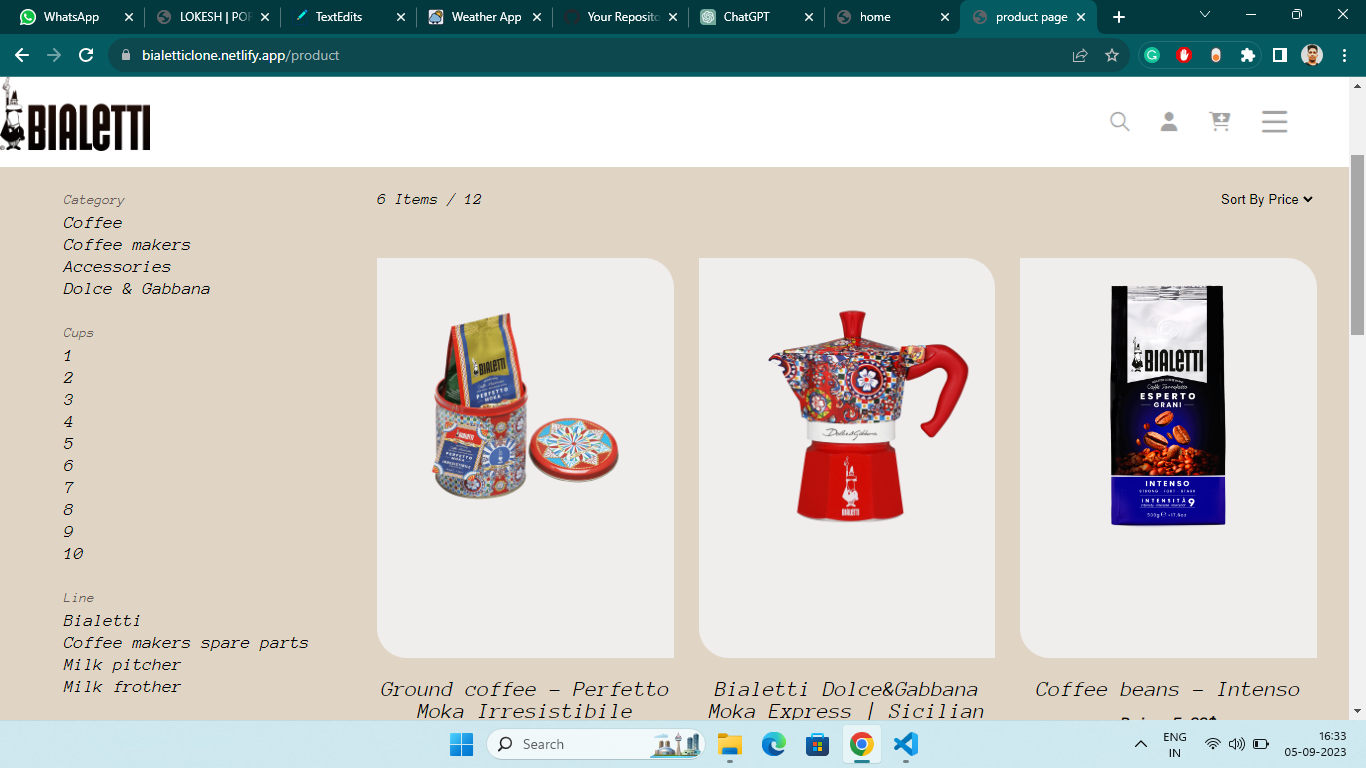 WhatsApp
LOKESH | POR
TextEdits
Weather App
Your Reposito
ChatGPT
home
product page
bialetticlone.netlify.app/product
BIALETTI
Category
Coffee
Coffee makers
Accessories
Dolce & Gabbana
Cups
1
2
3
4
5
6
7
8
9
10
Line
Bialetti
Coffee makers spare parts
Milk pitcher
Milk frother
6 Items / 12
Sort By Price
BIALETTI
PERFETTO
MOKA
BIALETTI
PERFETTO
MOKA
Dolce&Gabbana
BIALETTI
BIALETTI
ESPERTO
GRANI
INTENSO
INTENSITÀ 9
Ground coffee – Perfetto
Moka Irresistibile
Bialetti Dolce&Gabbana
Moka Express | Sicilian
Coffee beans – Intenso
Search
ENG
IN
16:33
05-09-2023